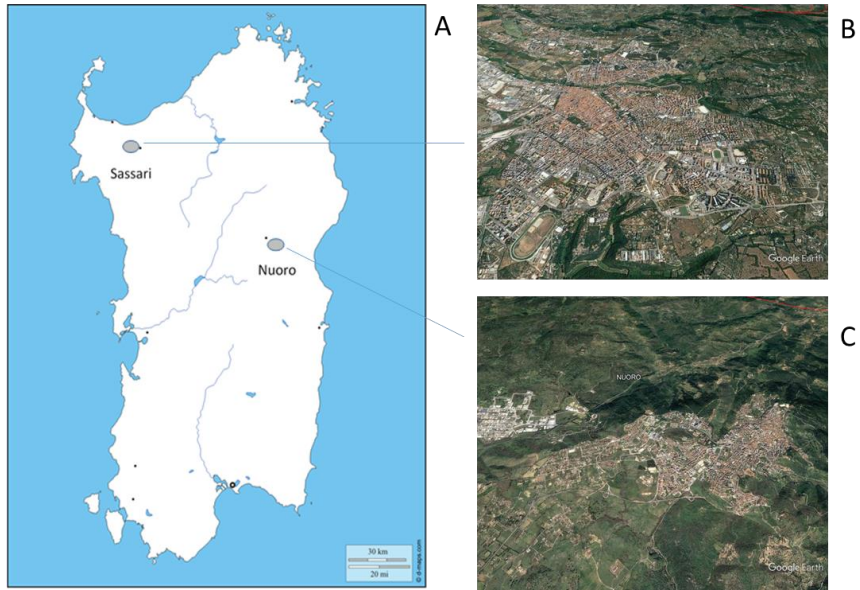 A
Sassari
Nuoro
30 km
20 mi
© d-maps.com
B
Google Earth
C
NUORO
Google Earth